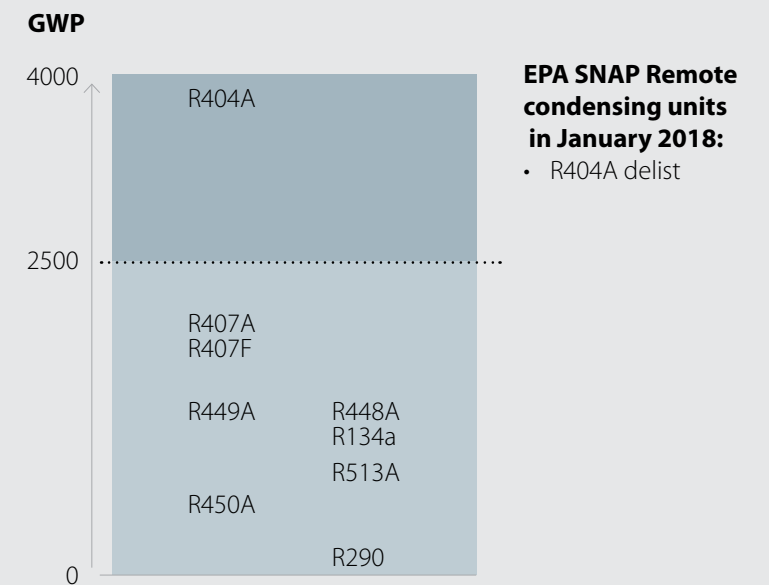 GWP
4000
R404A
EPA SNAP Remote
condensing units
in January 2018:
• R404A delist
2500
R407A
R407F
R449A R448A
R134a
R513A
R450A
R290
0